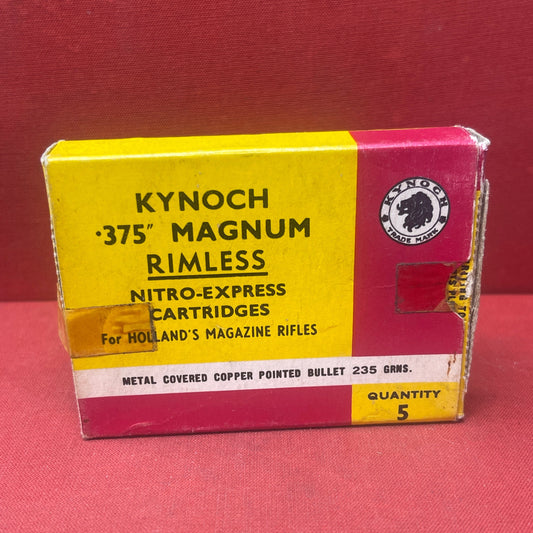 KYNOCH
·375″ MAGNUM
RIMLESS
NITRO-EXPRESS
CARTRIDGES
For HOLLAND'S MAGAZINE RIFLES
METAL COVERED COPPER POINTED BULLET 235 GRNS.
KYNOCH
TRADE MARK
QUANTITY
5